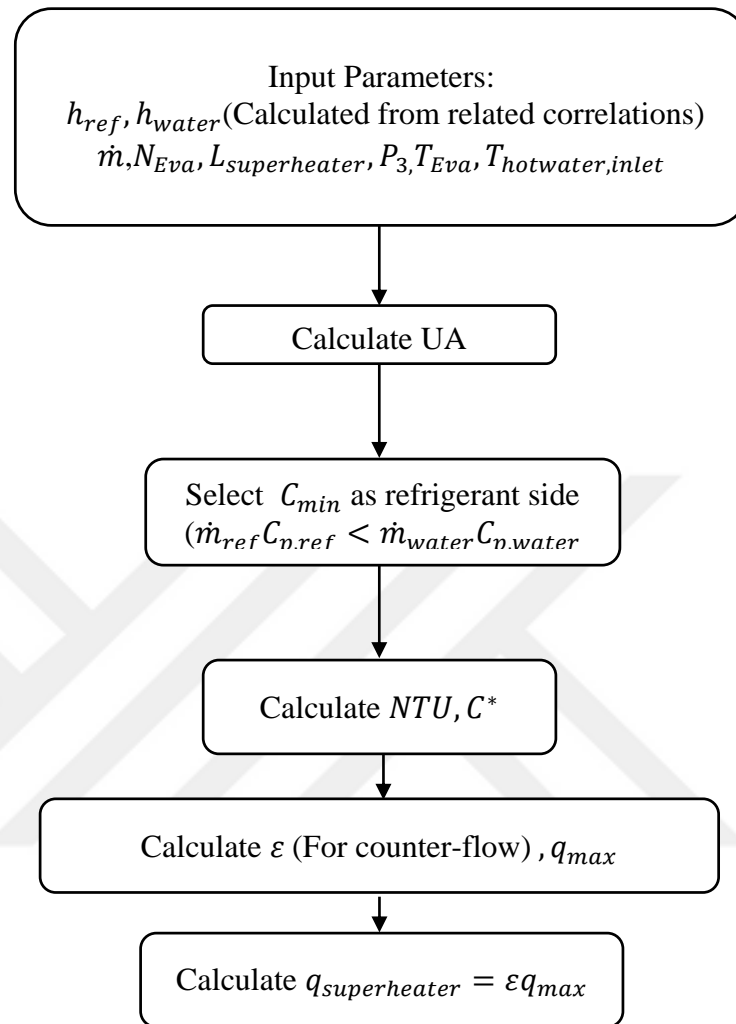 Input Parameters:
h_ref, h_water(Calculated from related correlations)
ṁ,N_Eva, L_superheater, P_3,T_Eva, T_hotwater,inlet
Calculate UA
Select C_min as refrigerant side
(ṁ_ref C_p,ref < ṁ_water C_p,water
Calculate NTU, C*
Calculate ε (For counter-flow) , q_max
Calculate q_superheater = εq_max